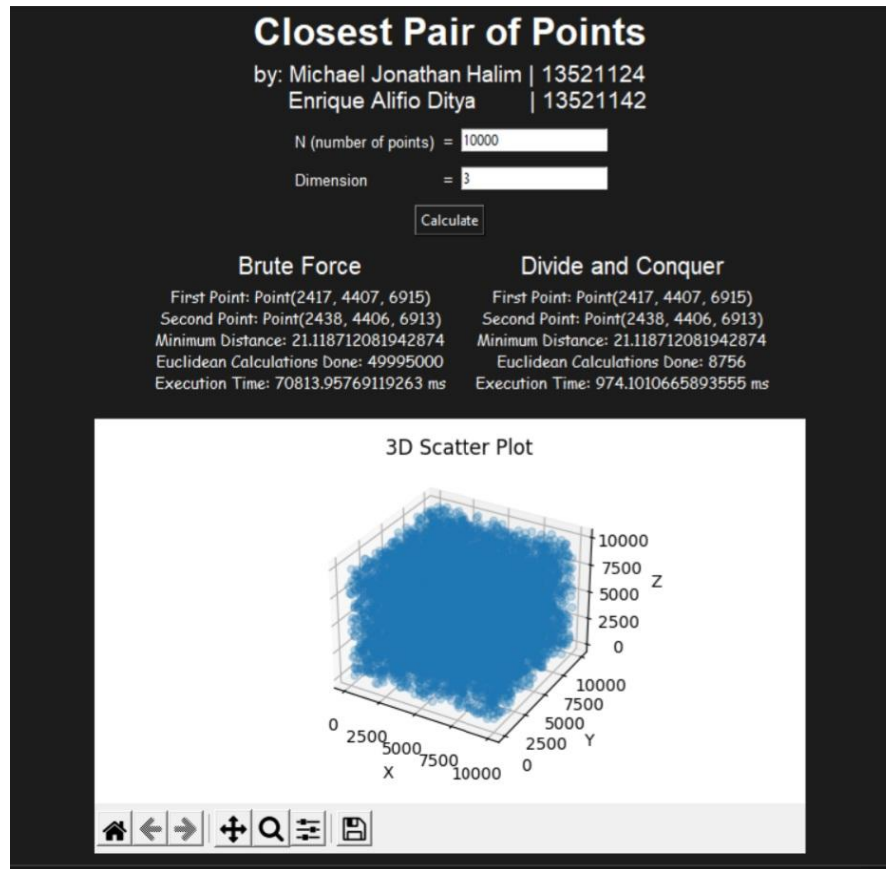 Closest Pair of Points
by: Michael Jonathan Halim | 13521124
Enrique Alifio Ditya | 13521142
N (number of points) = 10000
Dimension = 3
Calculate
Brute Force
First Point: Point(2417, 4407, 6915)
Second Point: Point(2438, 4406, 6913)
Minimum Distance: 21.118712081942874
Euclidean Calculations Done: 49995000
Execution Time: 70813.95769119263 ms
Divide and Conquer
First Point: Point(2417, 4407, 6915)
Second Point: Point(2438, 4406, 6913)
Minimum Distance: 21.118712081942874
Euclidean Calculations Done: 8756
Execution Time: 974.1010665893555 ms
3D Scatter Plot
10000
7500
5000
2500
0
Z
10000
7500
5000
2500
0
Y
0
2500
5000
7500
10000
X